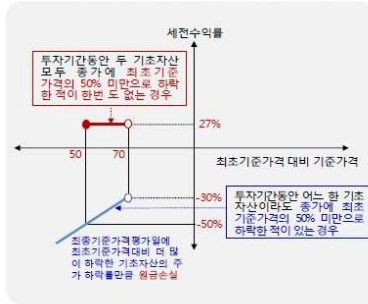 세전수익률
투자기간동안 두 기초자산
모두 종가에 최초기준
가격의 50% 미만으로 하락
한 적이 한번 도 없는 경우
27%
50
70
최초기준가격 대비 기준가격
-30%
-50%
투자기간동안 어느 한 기초
자산이라도 종가에 최초
기준가격의 50% 미만으로
하락한 적이 있는 경우
최종기준가격평가일에
최초기준가격대비 더 많
이 하락한 기초자산의 주
가 하락률만큼 원금손실